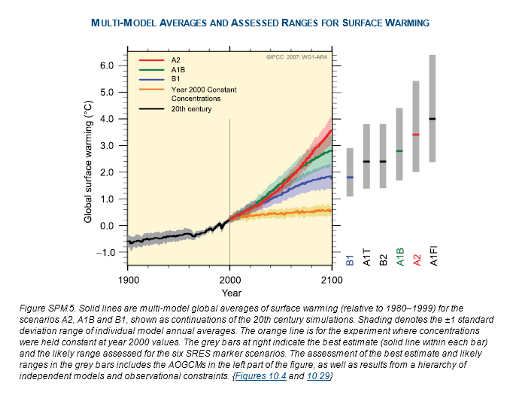 MULTI-MODEL AVERAGES AND ASSESSED RANGES FOR SURFACE WARMING
©IPCC 2007: WG1-AR4
A2
A1B
B1
Year 2000 Constant
Concentrations
20th century
Global surface warming (°C)
6.0
5.0
4.0
3.0
2.0
1.0
0.0
–1.0
1900
2000
2100
Year
B1
A1T
B2
A1B
A2
A1FI
Figure SPM.5. Solid lines are multi-model global averages of surface warming (relative to 1980–1999) for the
scenarios A2, A1B and B1, shown as continuations of the 20th century simulations. Shading denotes the ±1 standard
deviation range of individual model annual averages. The orange line is for the experiment where concentrations
were held constant at year 2000 values. The grey bars at right indicate the best estimate (solid line within each bar)
and the likely range assessed for the six SRES marker scenarios. The assessment of the best estimate and likely
ranges in the grey bars includes the AOGCMs in the left part of the figure, as well as results from a hierarchy of
independent models and observational constraints. {Figures 10.4 and 10.29}